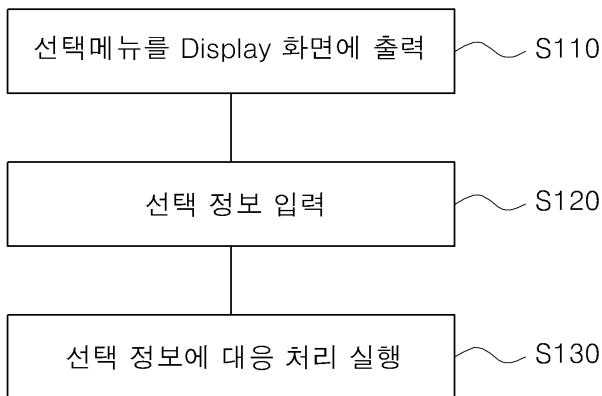 선택메뉴를 Display 화면에 출력 S110
선택 정보 입력 S120
선택 정보에 대응 처리 실행 S130